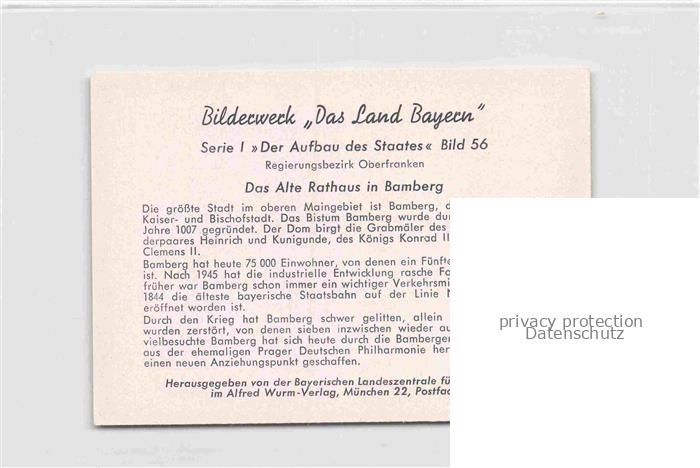 Bilderwerk „Das Land Bayern"
Serie I »Der Aufbau des Staates« Bild 56
Regierungsbezirk Oberfranken
Das Alte Rathaus in Bamberg
Die größte Stadt im oberen Maingebiet ist Bamberg,
Kaiser- und Bischofstadt. Das Bistum Bamberg wurde
Jahre 1007 gegründet. Der Dom birgt die Grabmäler des
derpaares Heinrich und Kunigunde, des Königs Konrad
Clemens II.
Bamberg hat heute 75 000 Einwohner, von denen ein
ist. Nach 1945 hat die industrielle Entwicklung rasche
früher war Bamberg schon immer ein wichtiger
1844 die älteste bayerische Staatsbahn auf der Linie
eröffnet worden ist.
Durch den Krieg hat Bamberg schwer gelitten, allein
wurden zerstört, von denen sieben inzwischen wieder
vielbesuchte Bamberg hat sich heute durch die
aus der ehemaligen Prager Deutschen Philharmonie
einen neuen Anziehungspunkt geschaffen.
Herausgegeben von der Bayerischen Landeszentrale
im Alfred Wurm-Verlag, München 22,
privacy protection
Datenschutz